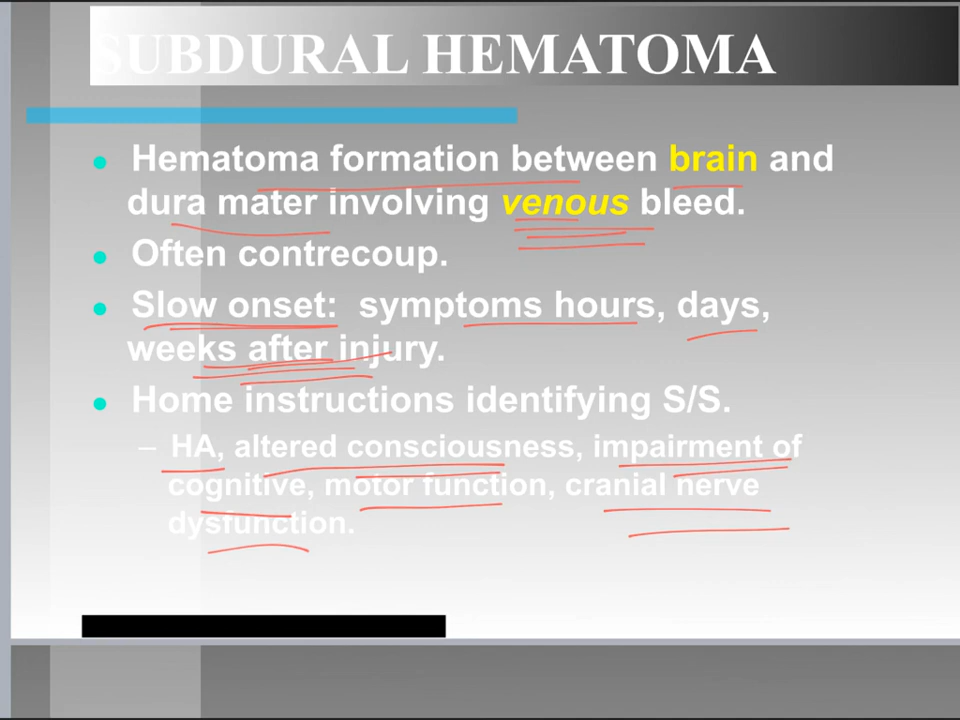 SUBDURAL HEMATOMA
● Hematoma formation between brain and
dura mater involving venous bleed.
● Often contrecoup.
● Slow onset: symptoms hours, days,
weeks after injury.
● Home instructions identifying S/S.
– HA, altered consciousness, impairment of
cognitive, motor function, cranial nerve
dysfunction.